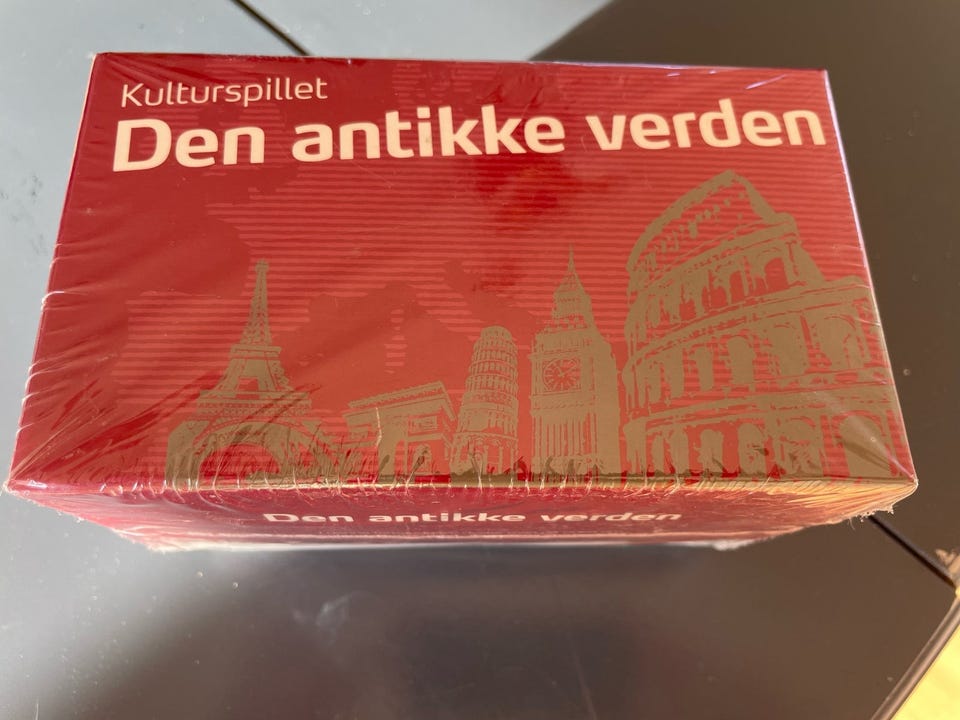 Kulturspillet
Den antikke verden
Den antikke verden